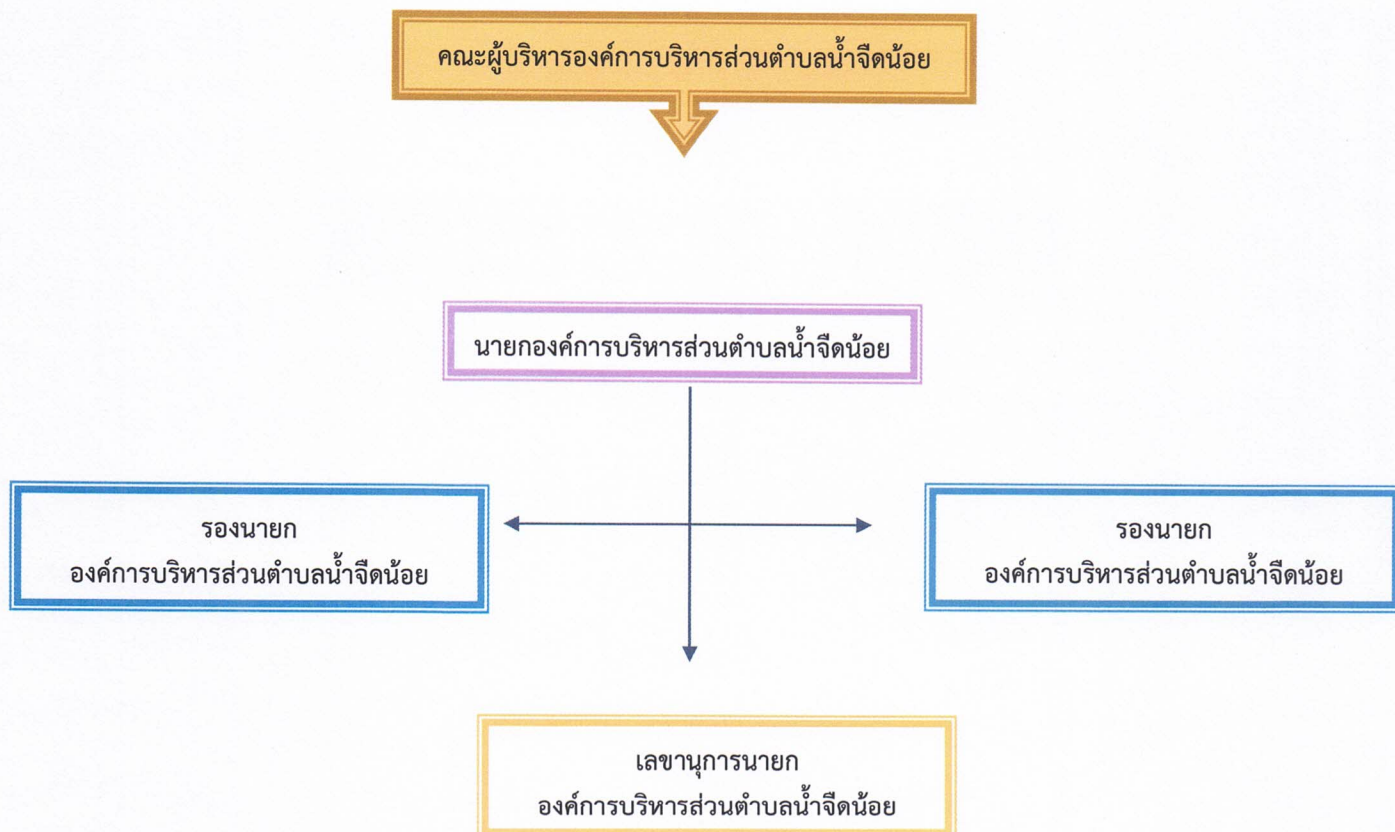 คณะผู้บริหารองค์การบริหารส่วนตำบลน้ำจืดน้อย
นายกองค์การบริหารส่วนตำบลน้ำจืดน้อย
รองนายก
องค์การบริหารส่วนตำบลน้ำจืดน้อย
รองนายก
องค์การบริหารส่วนตำบลน้ำจืดน้อย
เลขานุการนายก
องค์การบริหารส่วนตำบลน้ำจืดน้อย